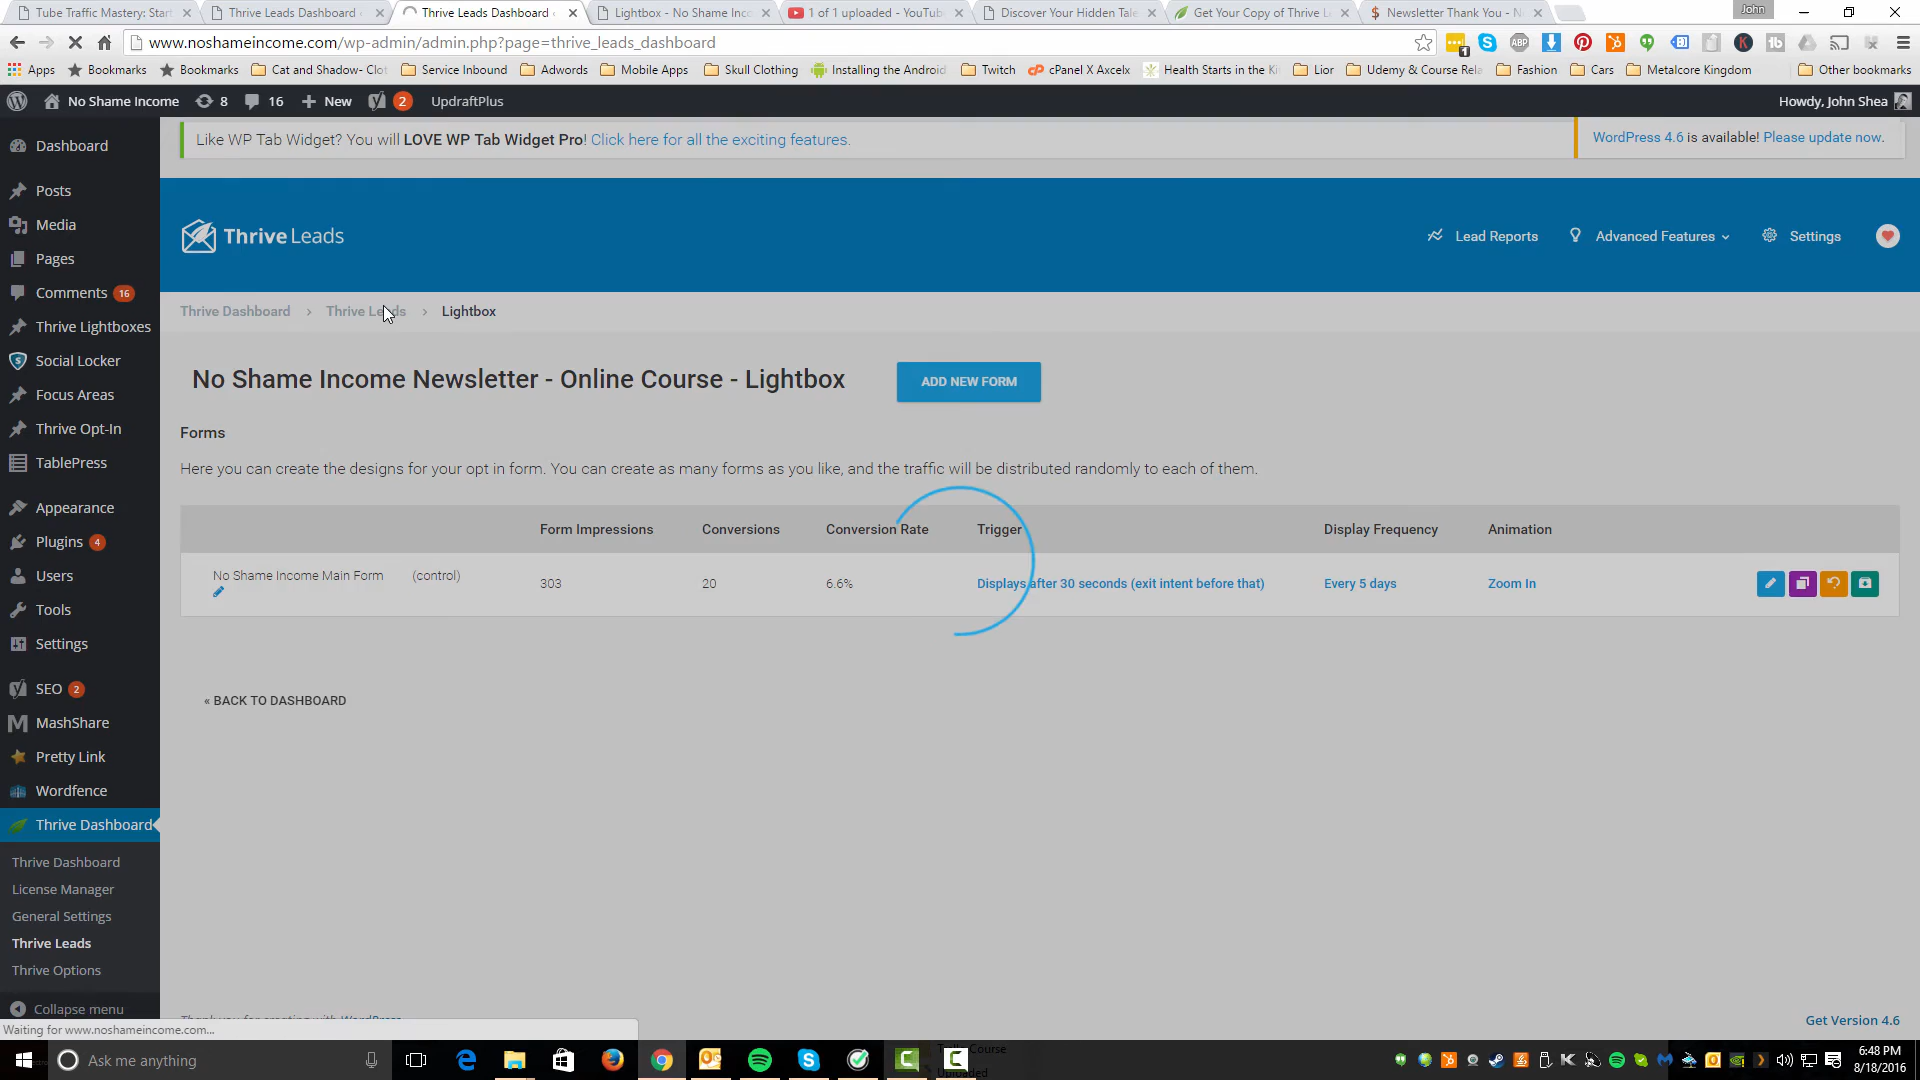 Tube Traffic Mastery: Start
Thrive Leads Dashboard
Thrive Leads Dashboard
Lightbox - No Shame Inc
1 of 1 uploaded - YouTub
Discover Your Hidden Tale
Get Your Copy of Thrive L
Newsletter Thank You - N
John
www.noshameincome.com/wp-admin/admin.php?page=thrive_leads_dashboard
Apps
Bookmarks
Bookmarks
Cat and Shadow- Clot
Service Inbound
Adwords
Mobile Apps
Skull Clothing
Installing the Android
Twitch
cPanel X Axcelx
Health Starts in the Ki
Lior
Udemy & Course Rela
Fashion
Cars
Metalcore Kingdom
Other bookmarks
No Shame Income
8
16
New
2
UpdraftPlus
Howdy, John Shea
Like WP Tab Widget? You will LOVE WP Tab Widget Pro! Click here for all the exciting features.
WordPress 4.6 is available! Please update now.
Dashboard
Posts
Media
Pages
Comments 16
Thrive Lightboxes
Social Locker
Focus Areas
Thrive Opt-In
TablePress
Appearance
Plugins 4
Users
Tools
Settings
SEO 2
MashShare
Pretty Link
Wordfence
Thrive Dashboard
Thrive Dashboard
License Manager
General Settings
Thrive Leads
Thrive Options
Collapse menu
Thrive Leads
Lead Reports
Advanced Features
Settings
Thrive Dashboard
Thrive Leads
Lightbox
No Shame Income Newsletter - Online Course - Lightbox
ADD NEW FORM
Forms
Here you can create the designs for your opt in form. You can create as many forms as you like, and the traffic will be distributed randomly to each of them.
Form Impressions
Conversions
Conversion Rate
Trigger
Display Frequency
Animation
No Shame Income Main Form
(control)
303
20
6.6%
Displays after 30 seconds (exit intent before that)
Every 5 days
Zoom In
« BACK TO DASHBOARD
Thank you for creating with WordPress.
Get Version 4.6
Waiting for www.noshameincome.com...
Ask me anything
Course
Uploaded
6:48 PM
8/18/2016